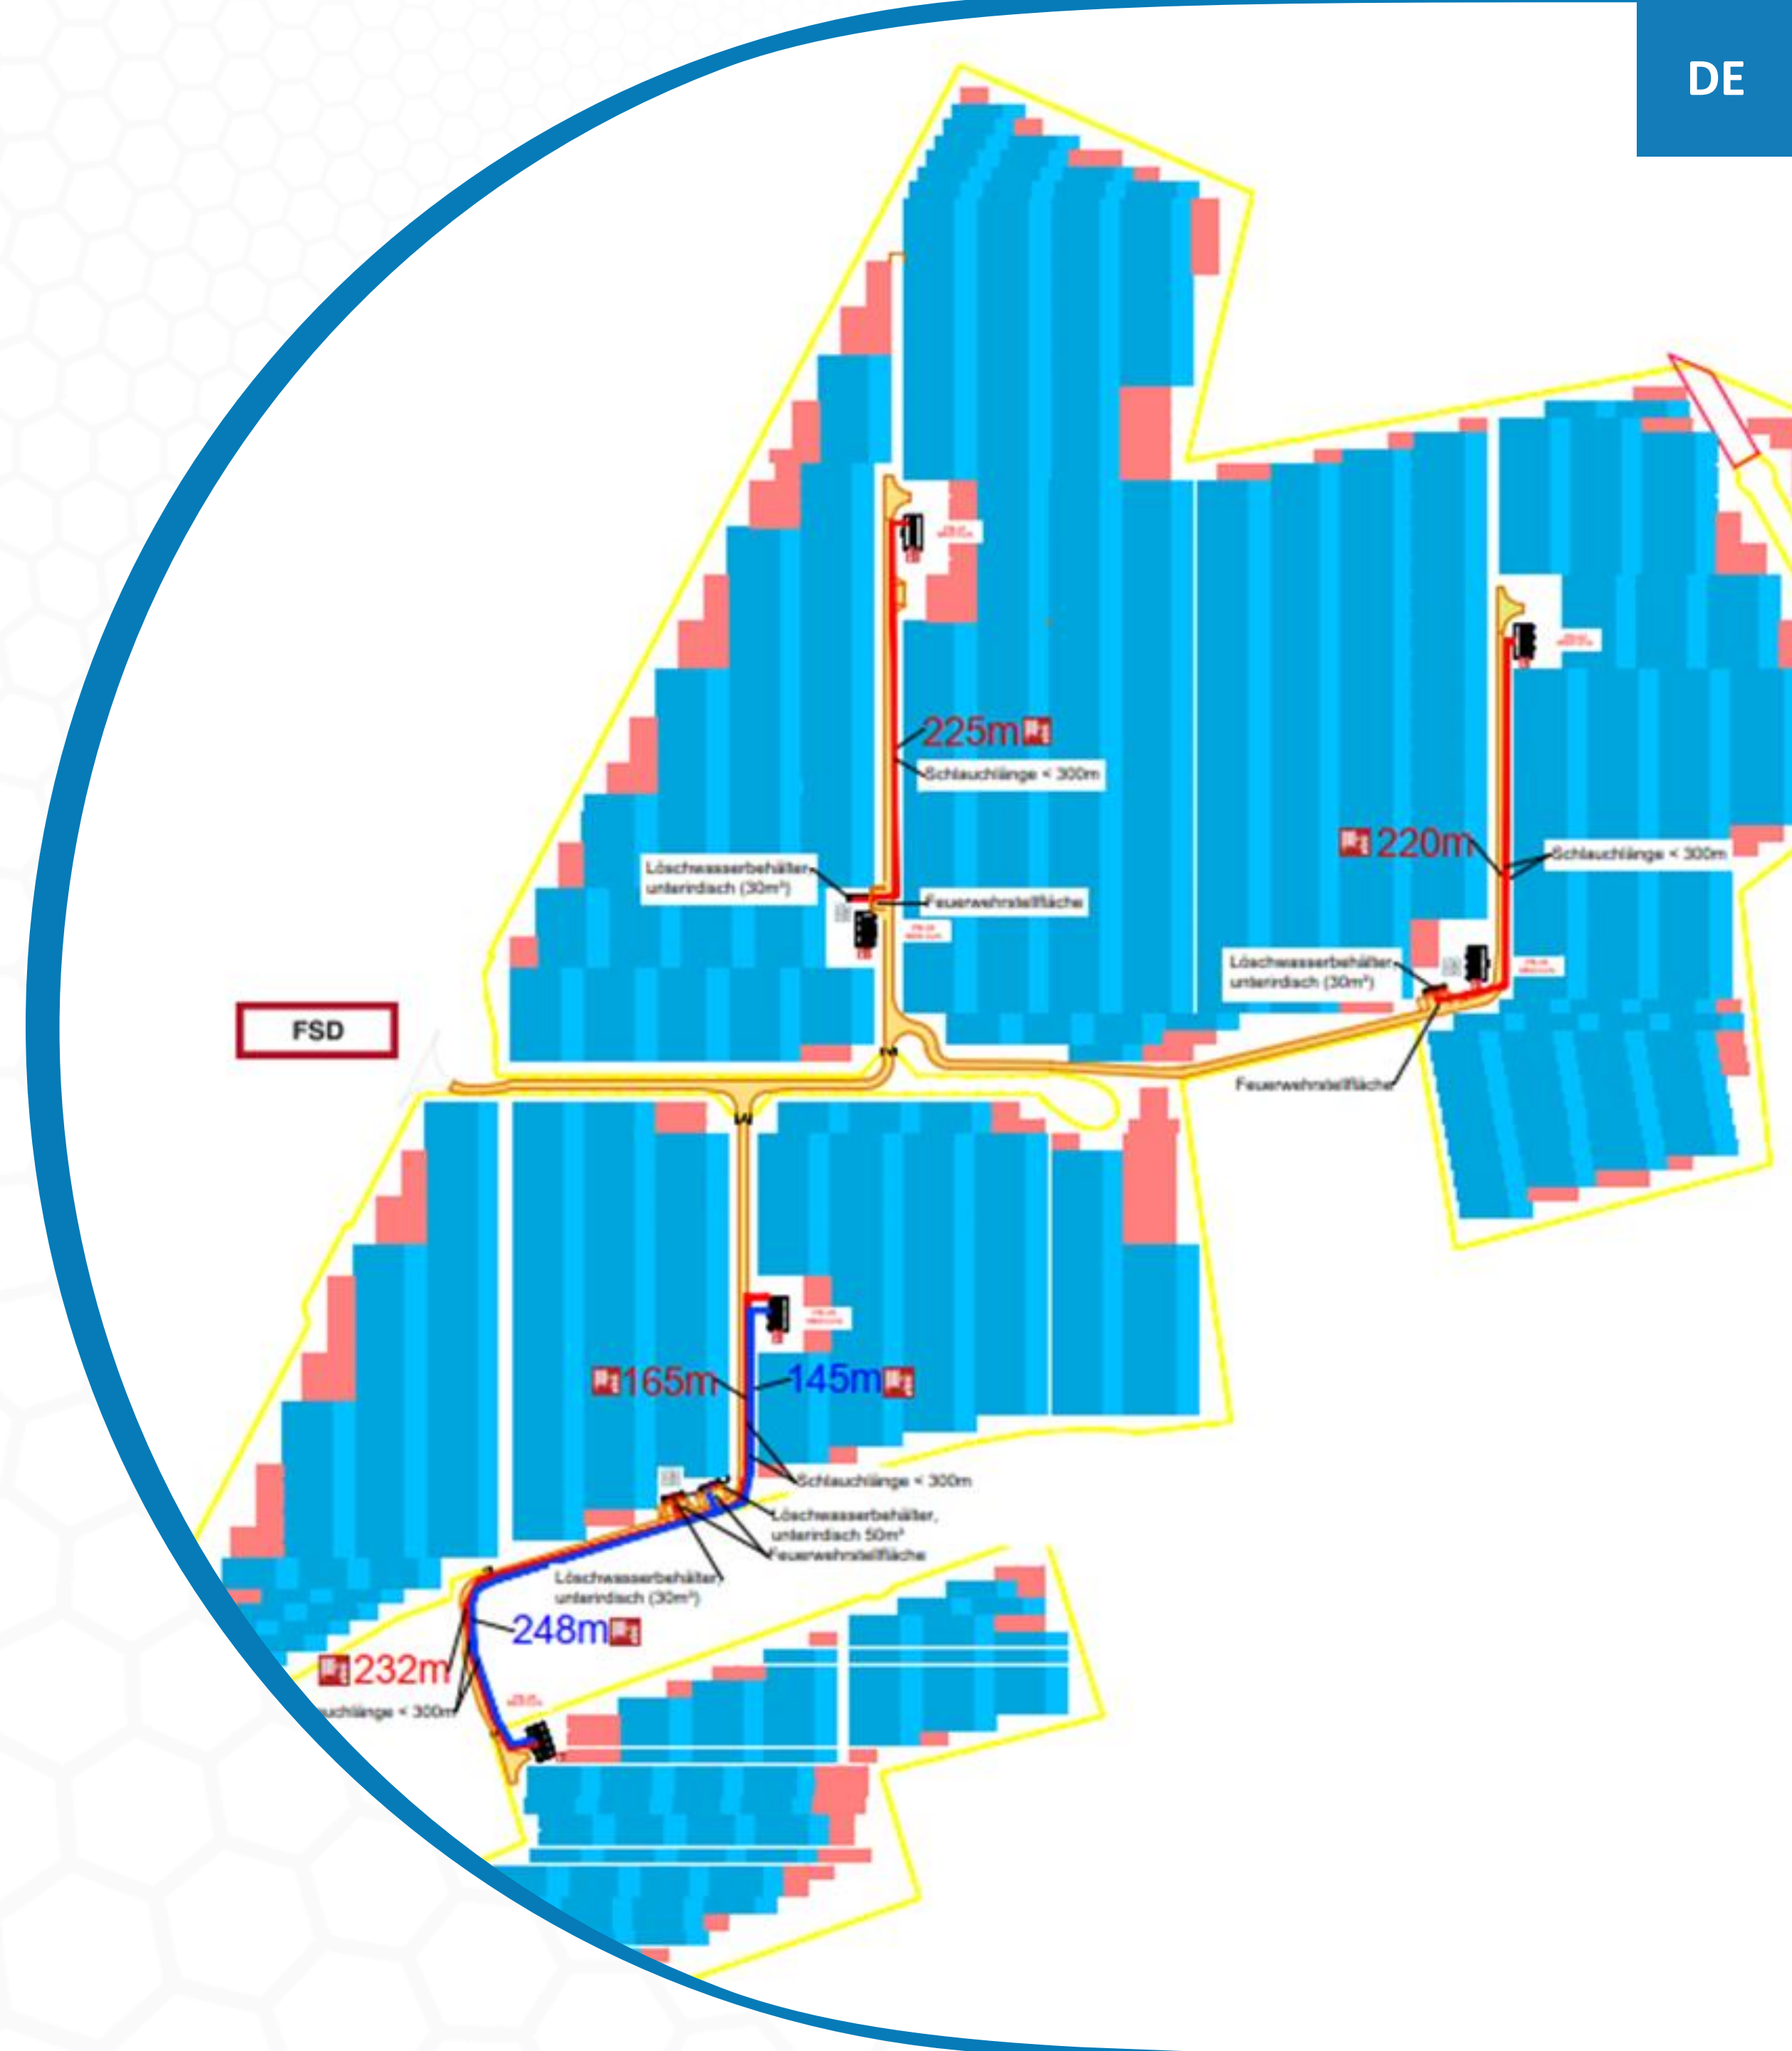 DE
225m
Schlauchlänge < 300m
220m
Schlauchlänge < 300m
Löschwasserbehälter,
unterirdisch (30m³)
Feuerwehrstellfläche
Löschwasserbehälter,
unterirdisch (30m³)
FSD
Feuerwehrstellfläche
165m
145m
Schlauchlänge < 300m
Löschwasserbehälter,
unterirdisch 50m³
Feuerwehrstellfläche
Löschwasserbehälter,
unterirdisch (30m³)
248m
232m
uchlänge < 300m